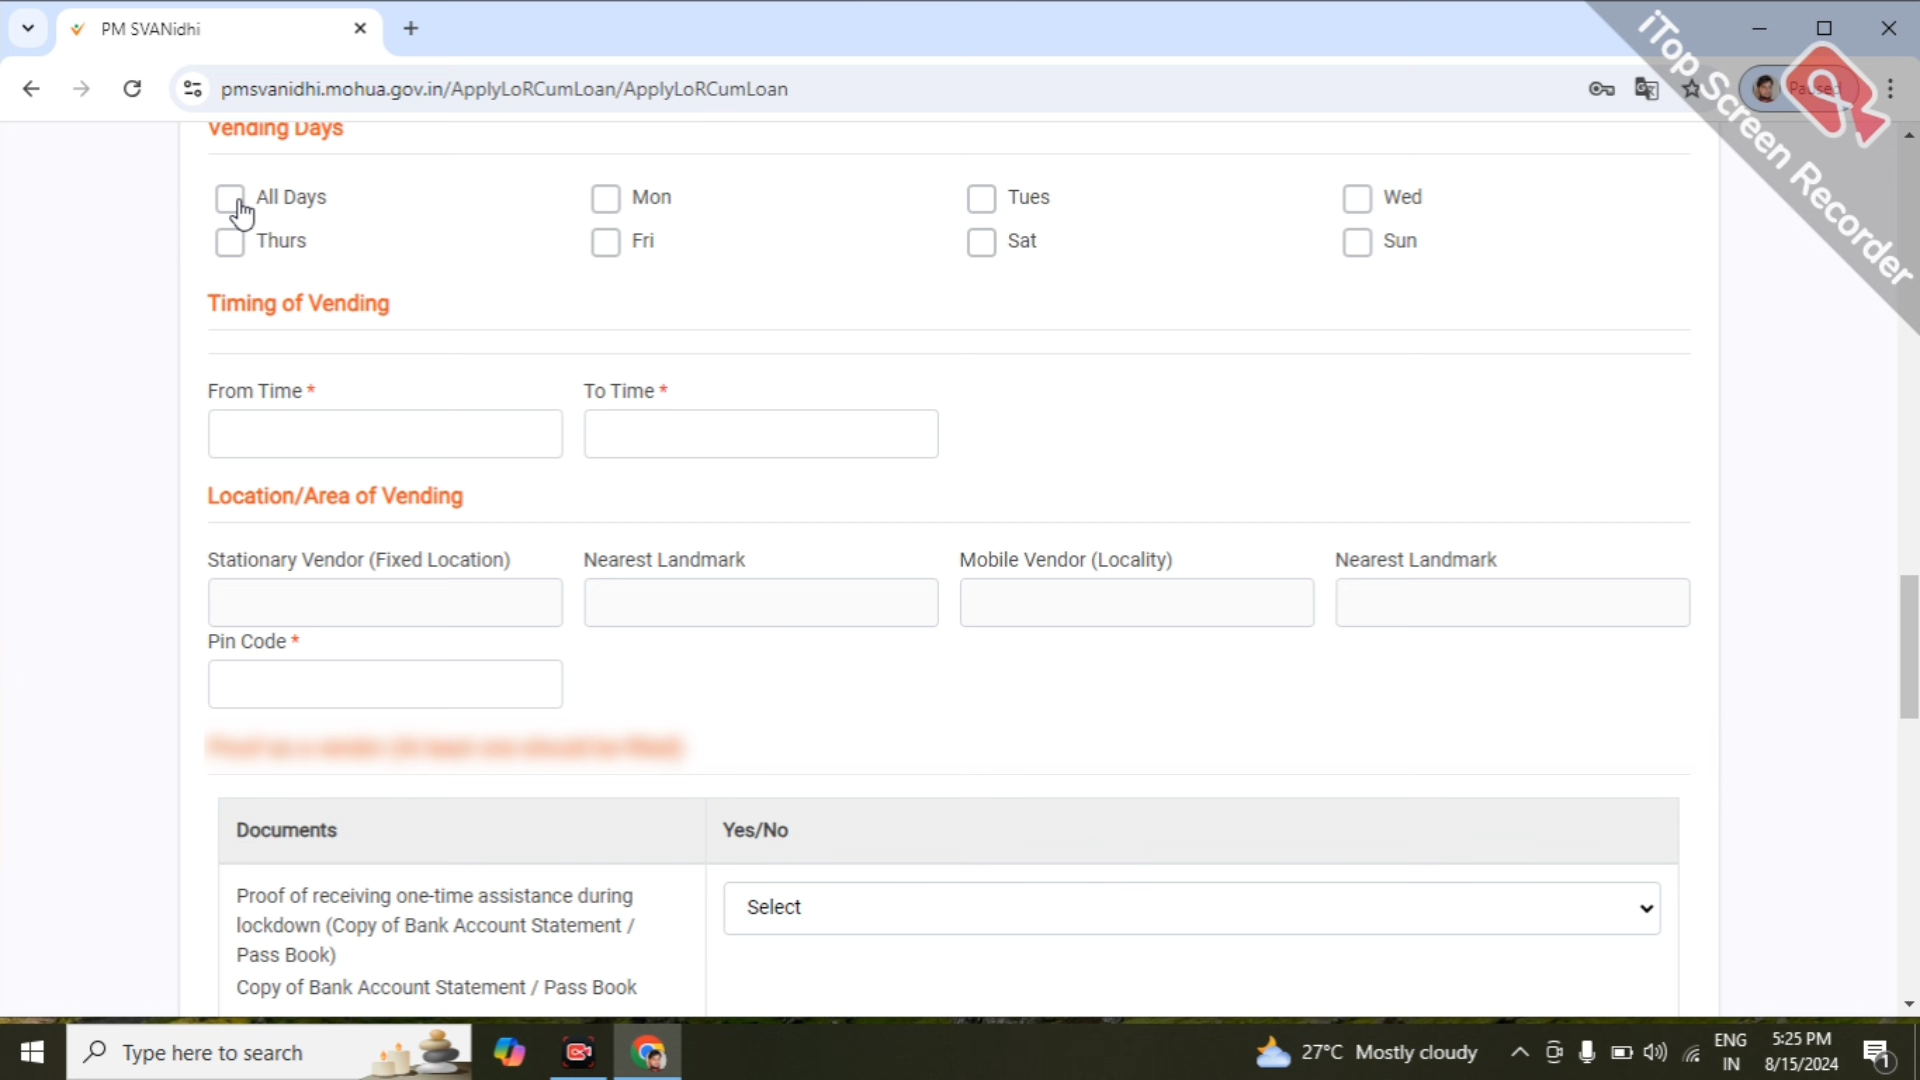 PM SVANidhi
pmsvanidhi.mohua.gov.in/ApplyLoRCumLoan/ApplyLoRCumLoan
Paused
iTop Screen Recorder
Vending Days
All Days Mon Tues Wed
Thurs Fri Sat Sun
Timing of Vending
From Time * To Time *
Location/Area of Vending
Stationary Vendor (Fixed Location) Nearest Landmark Mobile Vendor (Locality) Nearest Landmark
Pin Code *
Documents Yes/No
Proof of receiving one-time assistance during
lockdown (Copy of Bank Account Statement /
Pass Book)
Select
Copy of Bank Account Statement / Pass Book
Type here to search
27°C Mostly cloudy
ENG
IN
5:25 PM
8/15/2024
1